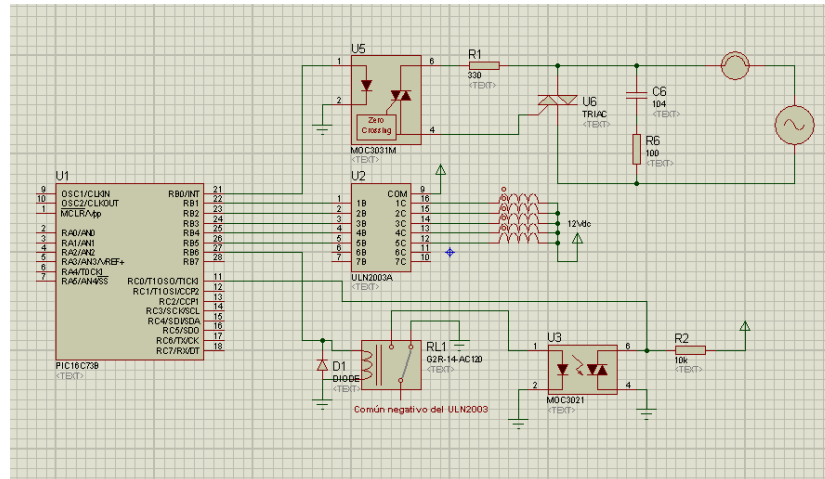 U5
1
6
2
4
Zero
Crossing
MOC3031M
<TEXT>
R1
330
<TEXT>
U6
TRIAC
<TEXT>
C6
104
<TEXT>
R6
100
<TEXT>
U1
9 OSC1/CLKIN RB0/INT 21
10 OSC2/CLKOUT RB1 22
1 MCLR/Vpp RB2 23
RB3 24
2 RA0/AN0 RB4 25
3 RA1/AN1 RB5 26
4 RA2/AN2 RB6 27
5 RA3/AN3/VREF+ RB7 28
6 RA4/T0CKI
7 RA5/AN4/SS RC0/T1OSO/T1CKI 11
RC1/T1OSI/CCP2 12
RC2/CCP1 13
RC3/SCK/SCL 14
RC4/SDI/SDA 15
RC5/SDO 16
RC6/TX/CK 17
RC7/RX/DT 18
PIC16C73B
<TEXT>
U2
COM 9
1 1B 1C 16
2 2B 2C 15
3 3B 3C 14
4 4B 4C 13
5 5B 5C 12
6 6B 6C 11
7 7B 7C 10
ULN2003A
<TEXT>
12Vdc
D1
DIODE
<TEXT>
RL1
G2R-14-AC120
<TEXT>
Común negativo del ULN2003
U3
1
6
2
4
MOC3021
<TEXT>
R2
10k
<TEXT>